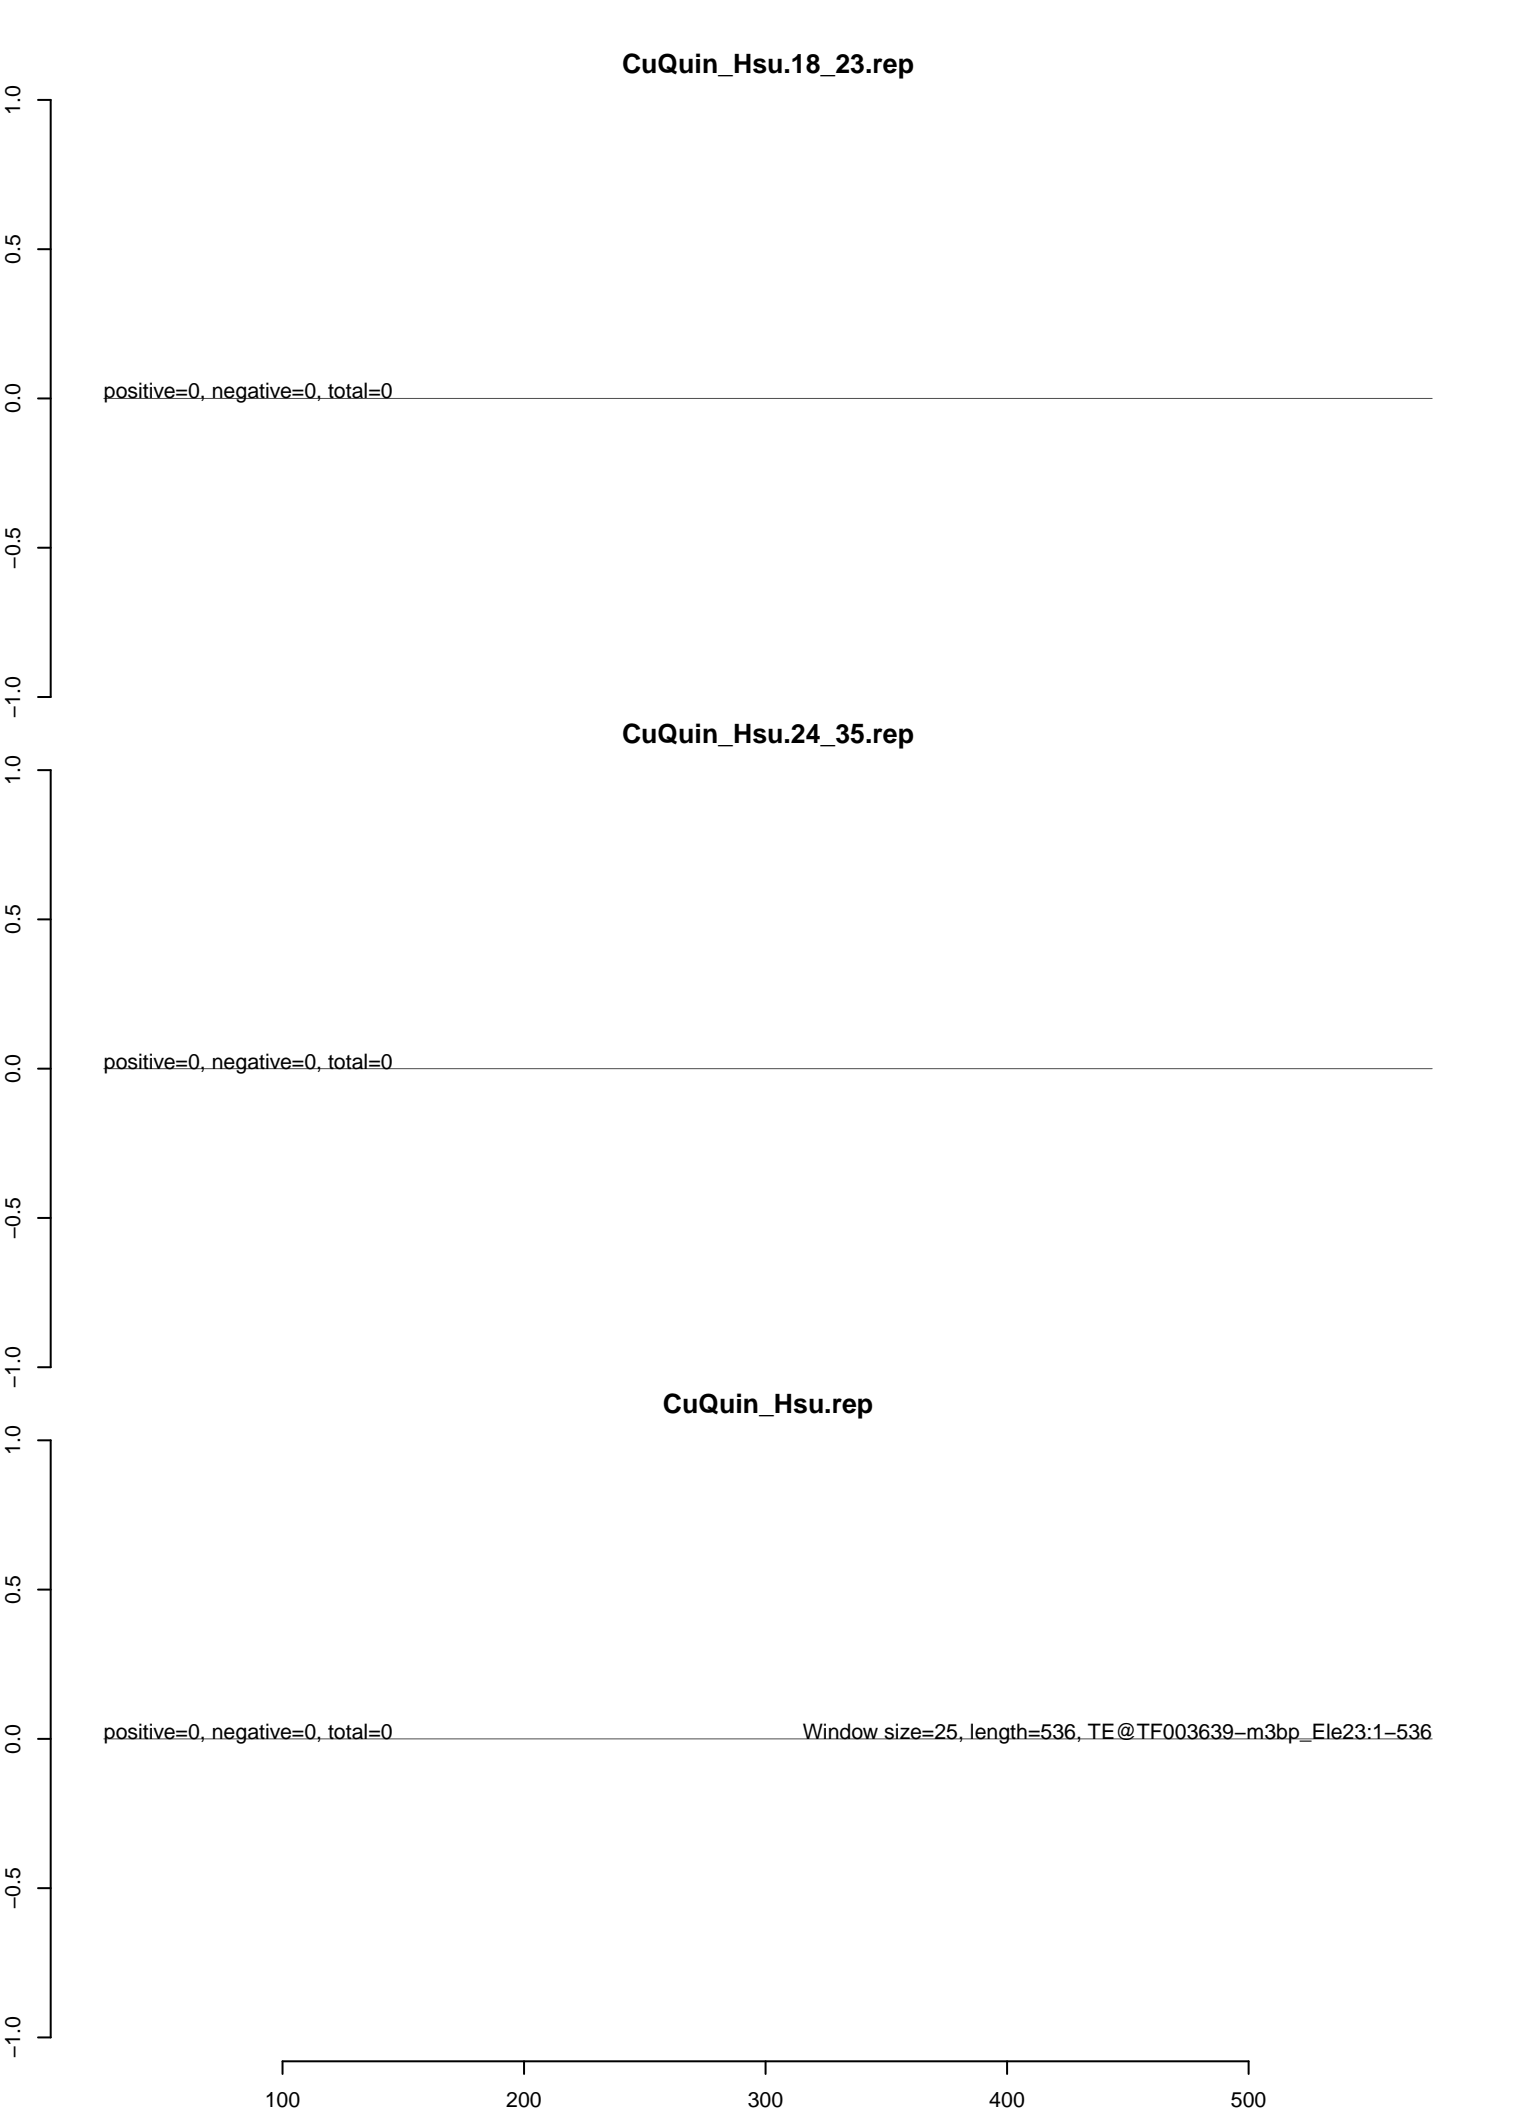 CuQuin_Hsu.18_23.rep
1.0
0.5
0.0
−0.5
−1.0
positive=0, negative=0, total=0
CuQuin_Hsu.24_35.rep
1.0
0.5
0.0
−0.5
−1.0
positive=0, negative=0, total=0
CuQuin_Hsu.rep
1.0
0.5
0.0
−0.5
−1.0
positive=0, negative=0, total=0
Window size=25, length=536, TE@TF003639−m3bp_Ele23:1−536
100 200 300 400 500